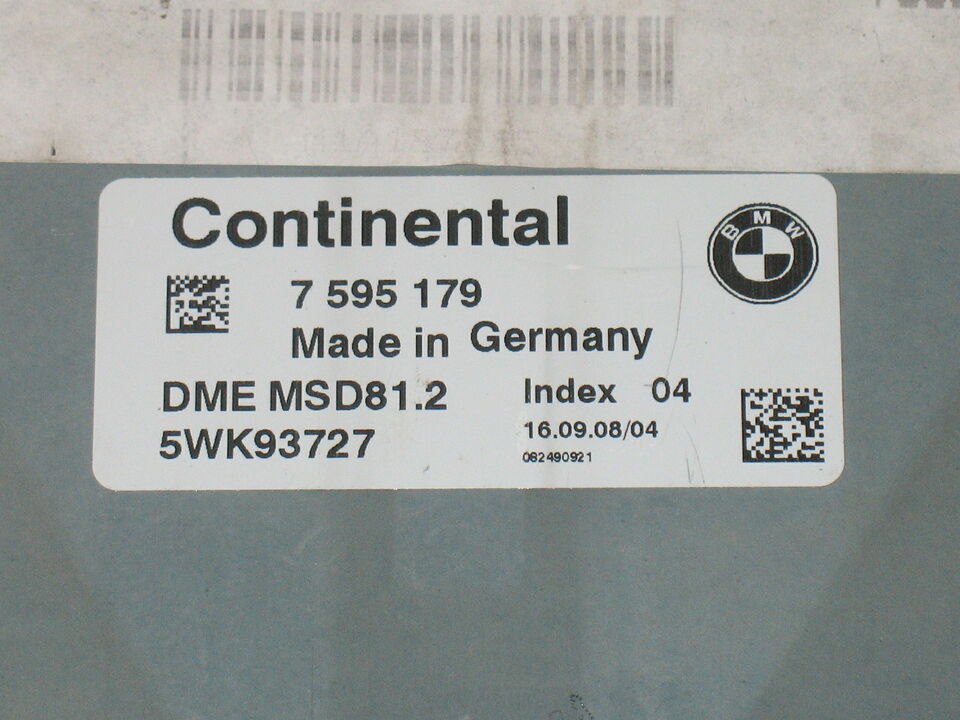 Continental
BMW
7 595 179
Made in Germany
DME MSD81.2 Index 04
5WK93727 16.09.08/04
082490921